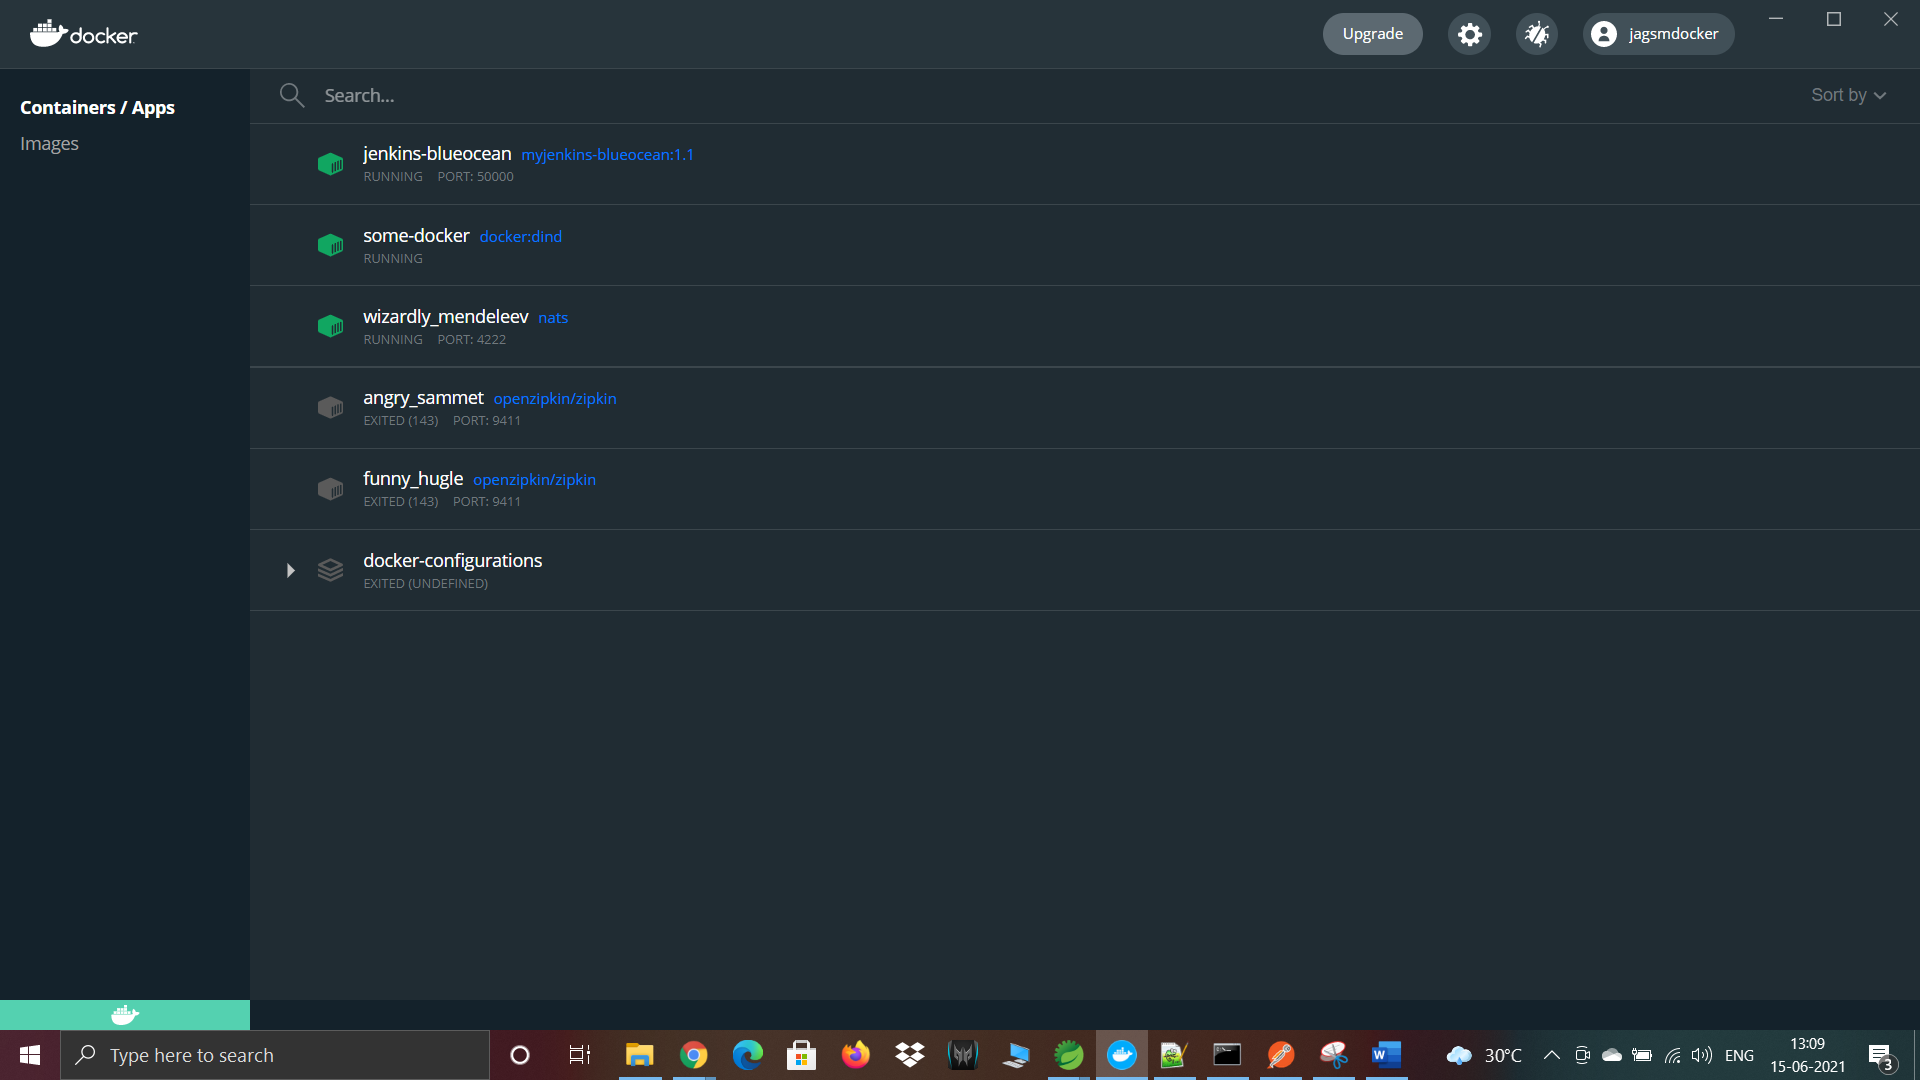 docker
Upgrade
jagsmdocker
Containers / Apps
Images
Search...
Sort by
jenkins-blueocean myjenkins-blueocean:1.1
RUNNING PORT: 50000
some-docker docker:dind
RUNNING
wizardly_mendeleev nats
RUNNING PORT: 4222
angry_sammet openzipkin/zipkin
EXITED (143) PORT: 9411
funny_hugle openzipkin/zipkin
EXITED (143) PORT: 9411
docker-configurations
EXITED (UNDEFINED)
Type here to search
W
30°C
ENG
13:09
15-06-2021
3